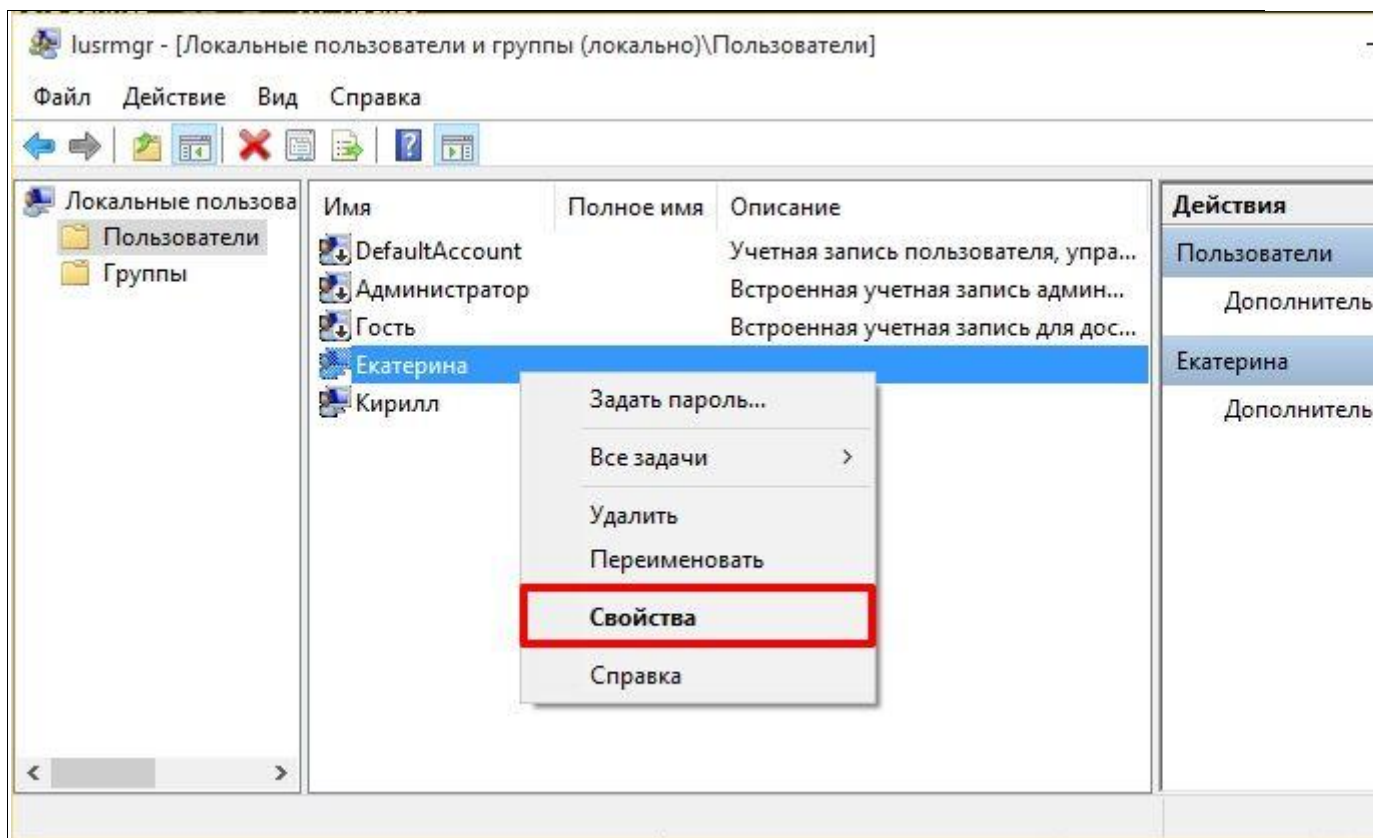 lusrmgr - [Локальные пользователи и группы (локально)\Пользователи]
Файл Действие Вид Справка
Локальные пользова
Пользователи
Группы
Имя Полное имя Описание
DefaultAccount Учетная запись пользователя, упра...
Администратор Встроенная учетная запись админ...
Гость Встроенная учетная запись для дос...
Екатерина
Кирилл
Задать пароль...
Все задачи
Удалить
Переименовать
Свойства
Справка
Действия
Пользователи
Дополнитель
Екатерина
Дополнитель